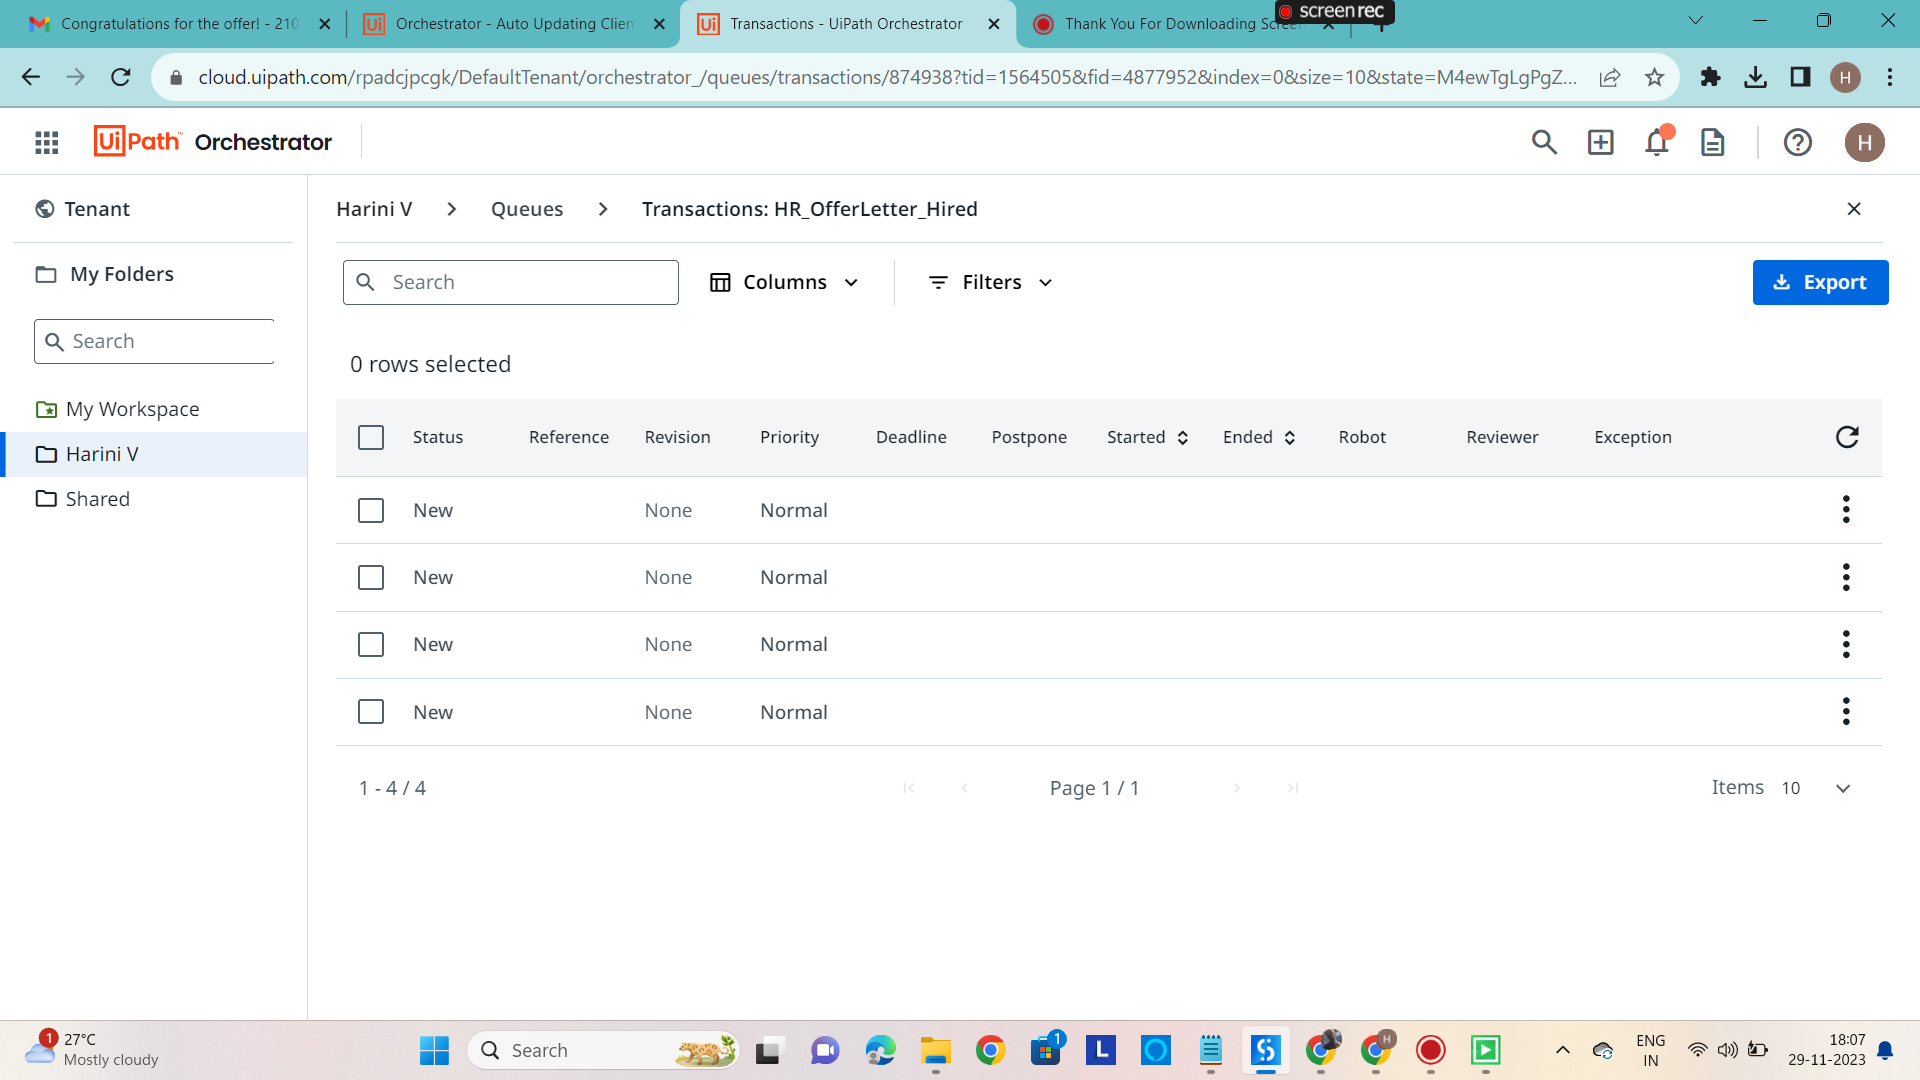 Congratulations for the offer! - 210
Orchestrator - Auto Updating Clien
Transactions - UiPath Orchestrator
Thank You For Downloading Screen
screenrec
cloud.uipath.com/rpadcjpcgk/DefaultTenant/orchestrator_/queues/transactions/874938?tid=1564505&fid=4877952&index=0&size=10&state=M4ewTgLgPgZ...
H
UiPath™ Orchestrator
H
Tenant
Harini V > Queues > Transactions: HR_OfferLetter_Hired
My Folders
Search
Columns
Filters
Export
Search
0 rows selected
My Workspace
Harini V
Shared
Status Reference Revision Priority Deadline Postpone Started Ended Robot Reviewer Exception
New None Normal
New None Normal
New None Normal
New None Normal
1 - 4 / 4
Page 1 / 1
Items 10
1
27°C
Mostly cloudy
Search
1
L
H
ENG
IN
18:07
29-11-2023